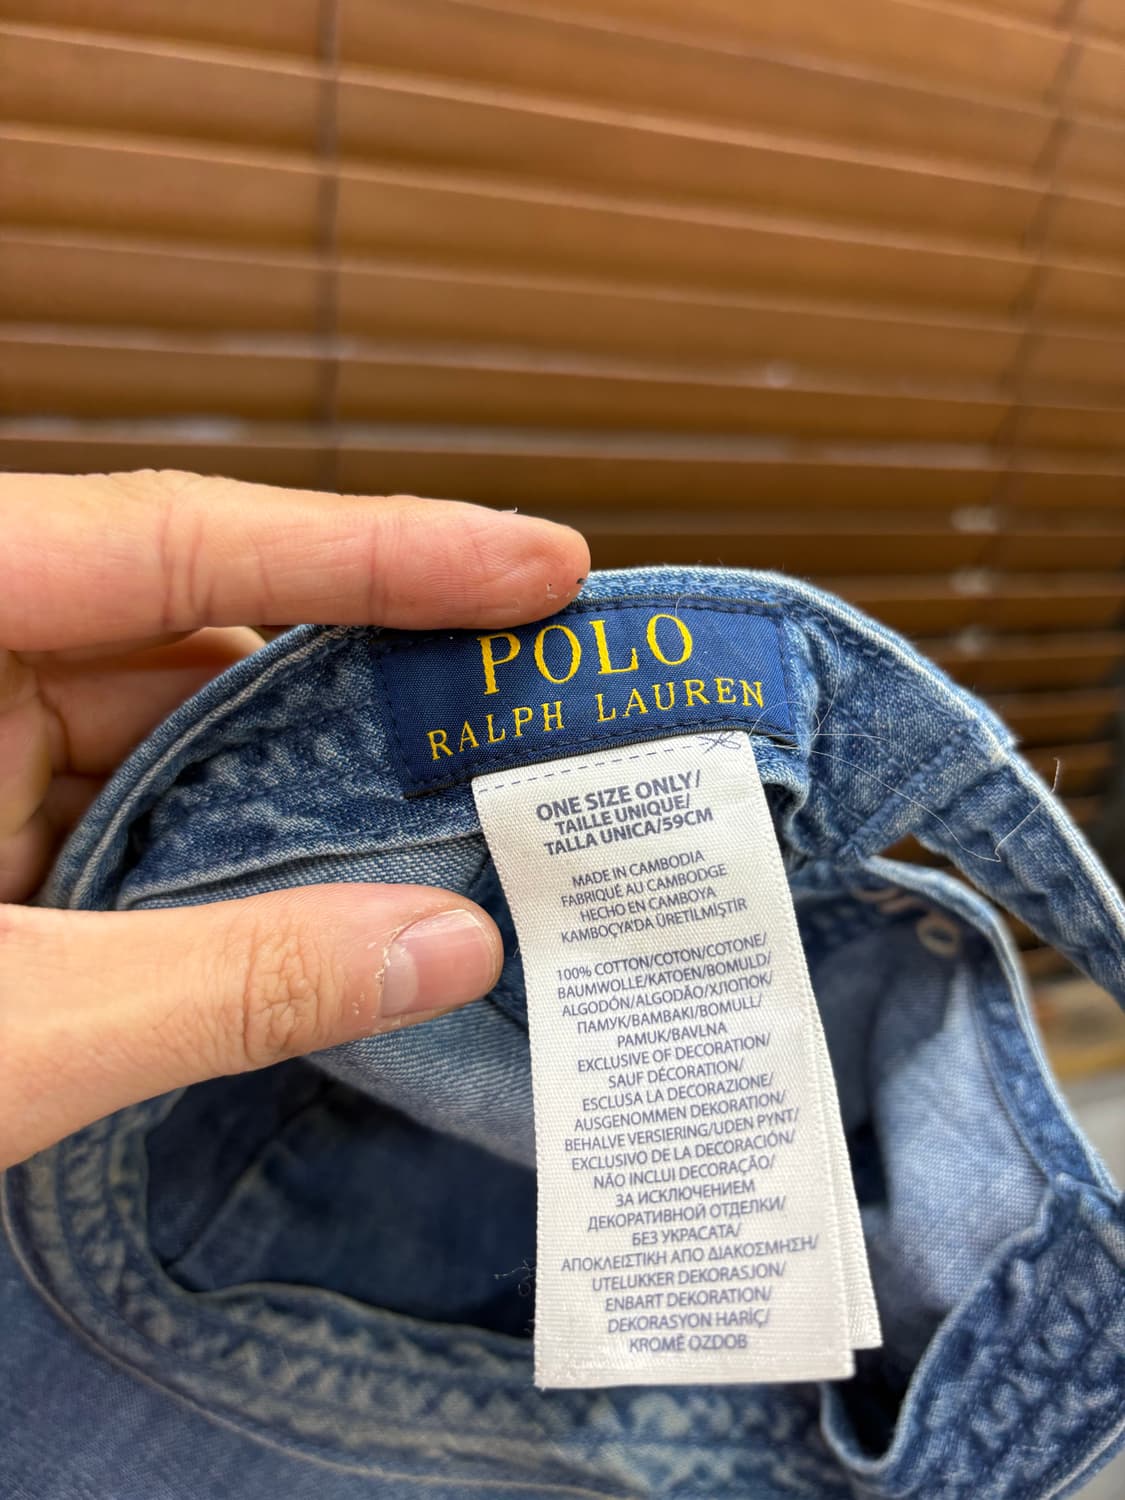 POLO
RALPH LAUREN
ONE SIZE ONLY/
TAILLE UNIQUE/
TALLA UNICA/59CM
MADE IN CAMBODIA
FABRIQUÉ AU CAMBODGE
HECHO EN CAMBOYA
KAMBOÇYA'DA ÜRETILMIŞTIR
100% COTTON/COTON/COTONE/
BAUMWOLLE/KATOEN/BOMULD/
ALGODÓN/ALGODÃO/ХЛОПОК/
ПАМУК/ΒΑΜΒΑΚΙ/BOMULL/
PAMUK/BAVLNA
EXCLUSIVE OF DECORATION/
SAUF DÉCORATION/
ESCLUSA LA DECORAZIONE/
AUSGENOMMEN DEKORATION/
BEHALVE VERSIERING/UDEN PYNT/
EXCLUSIVO DE LA DECORACIÓN/
NÃO INCLUI DECORAÇÃO/
ЗА ИСКЛЮЧЕНИЕМ
ДЕКОРАТИВНОЙ ОТДЕЛКИ/
БЕЗ УКРАСАТА/
ΑΠΟΚΛΕΙΣΤΙΚΗ ΑΠΟ ΔΙΑΚΟΣΜΗΣΗ/
UTELUKKER DEKORASJON/
ENBART DEKORATION/
DEKORASYON HARİÇ/
KROMĚ OZDOB